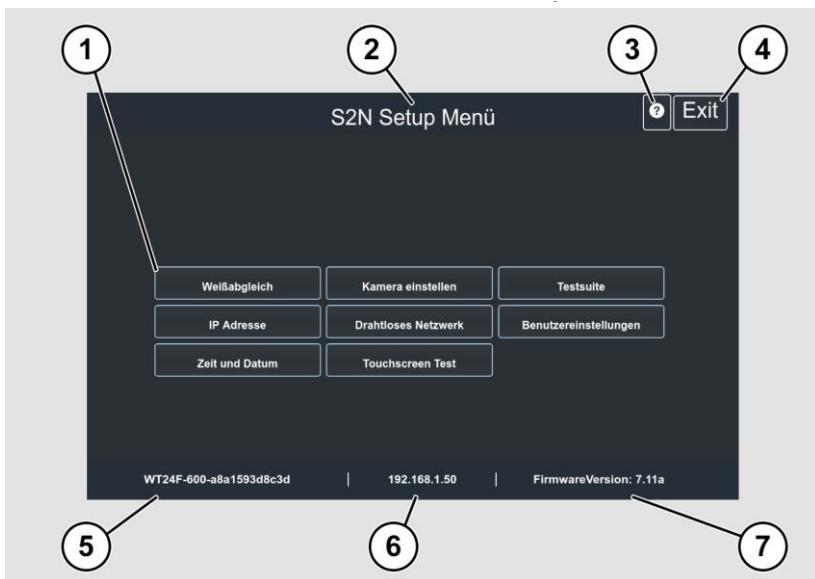 1
2
3
4
S2N Setup Menü
? Exit
Weißabgleich Kamera einstellen Testsuite
IP Adresse Drahtloses Netzwerk Benutzereinstellungen
Zeit und Datum Touchscreen Test
WT24F-600-a8a1593d8c3d | 192.168.1.50 | FirmwareVersion: 7.11a
5
6
7